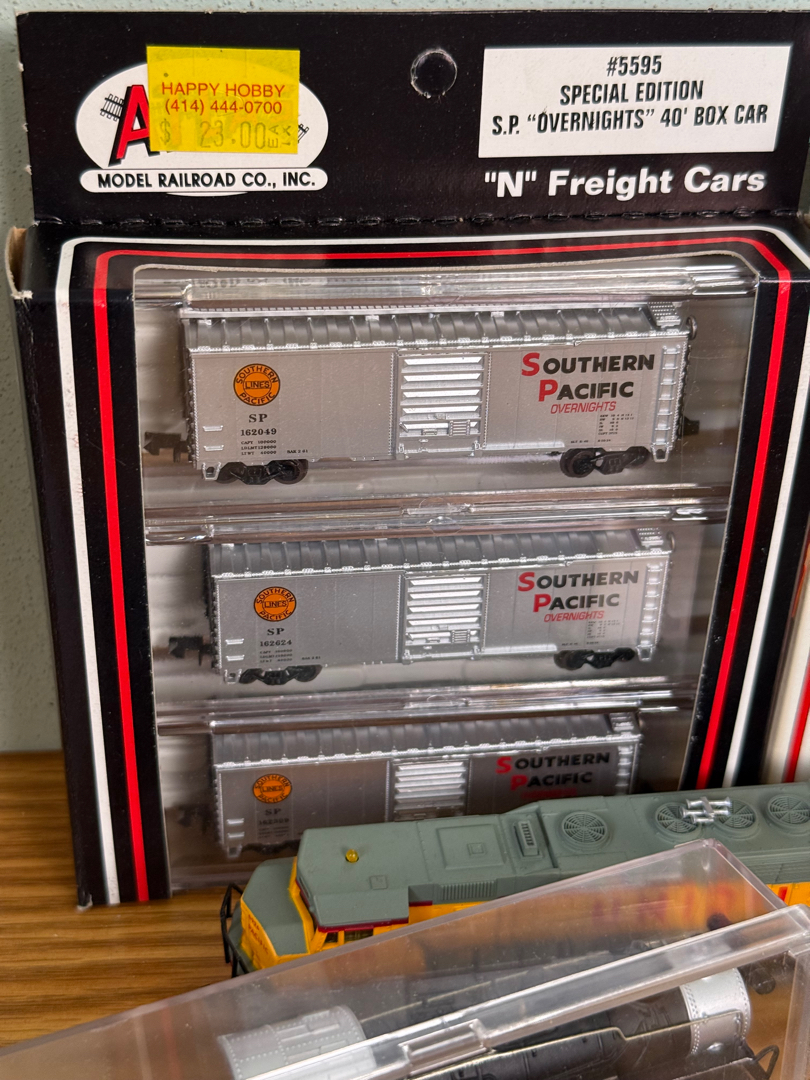 HAPPY HOBBY
(414) 444-0700
$ 23.00
A
MODEL RAILROAD CO., INC.
#5595
SPECIAL EDITION
S.P. "OVERNIGHTS" 40' BOX CAR
"N" Freight Cars
SOUTHERN
LINES
PACIFIC
SP
162049
SOUTHERN
PACIFIC
OVERNIGHTS
SOUTHERN
LINES
PACIFIC
SP
162624
SOUTHERN
PACIFIC
OVERNIGHTS
SOUTHERN
LINES
PACIFIC
SP
SOUTHERN
PACIFIC